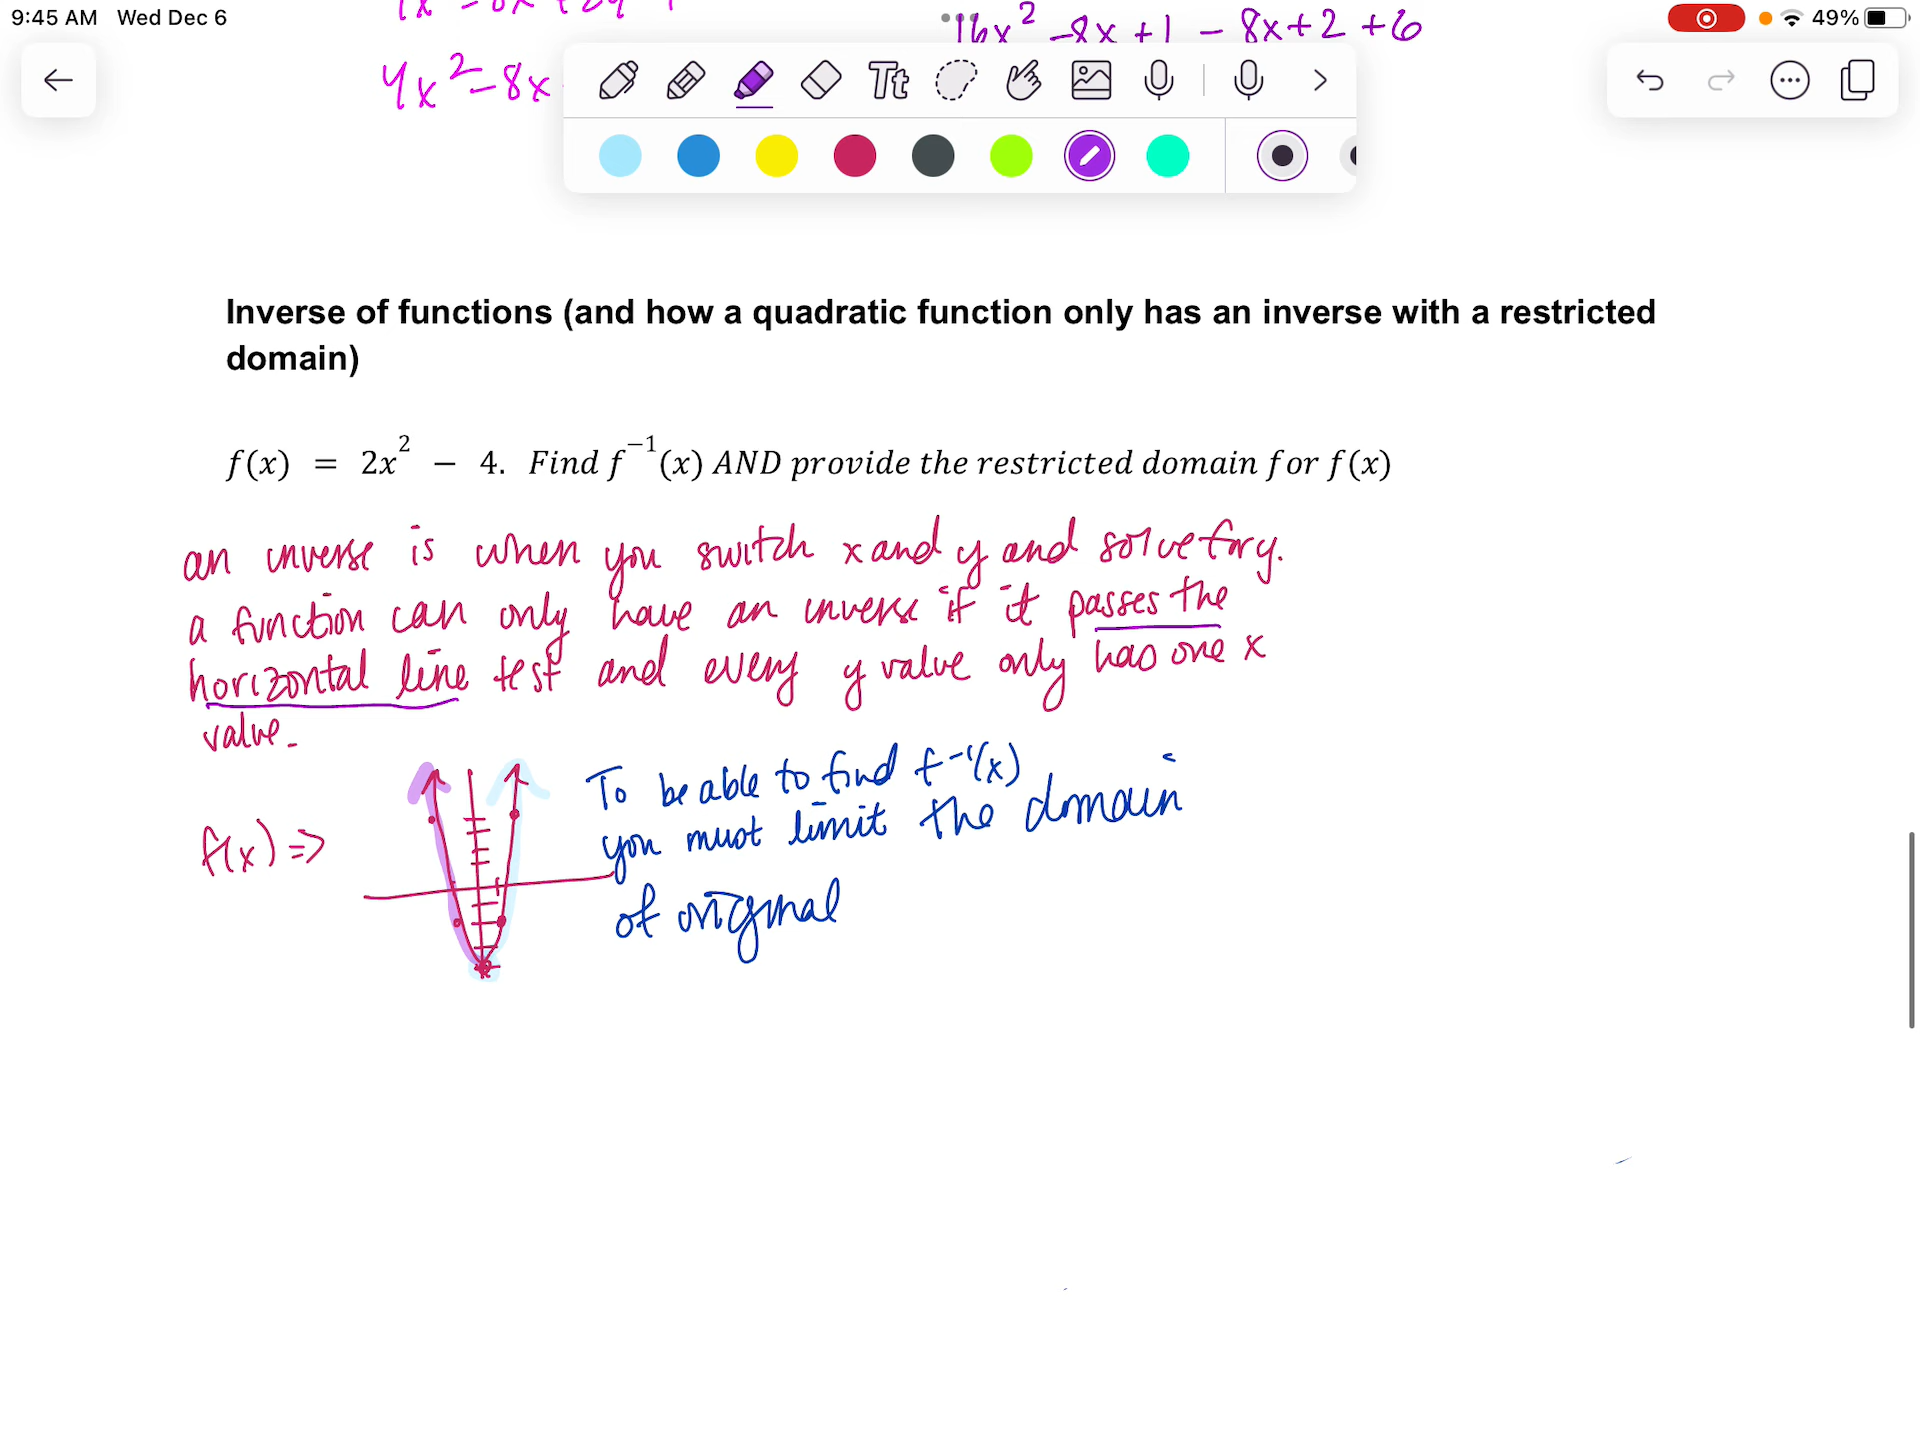 9:45 AM Wed Dec 6
49%
16x² -8x +1 - 8x+2 +6
4x²-8x
Tt
Inverse of functions (and how a quadratic function only has an inverse with a restricted
domain)
f(x) = 2x² - 4. Find f⁻¹(x) AND provide the restricted domain for f(x)
an inverse is when you switch x and y and solve for y.
a function can only have an inverse if it passes the
horizontal line test and every y value only has one x
value.
To be able to find f⁻¹(x)
you must limit the domain
f(x) =>
of original